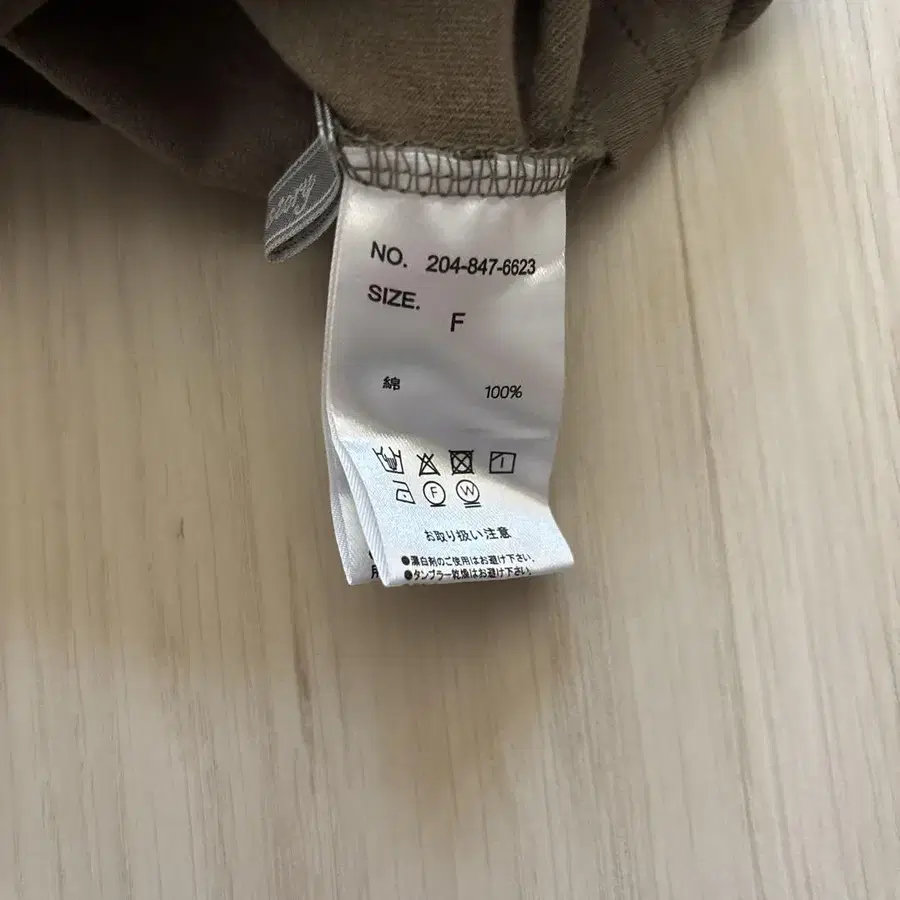 NO. 204-847-6623
SIZE.
F
綿 100%
F W
お取り扱い注意
●漂白剤のご使用はお避け下さい。
●タンブラー乾燥はお避け下さい。